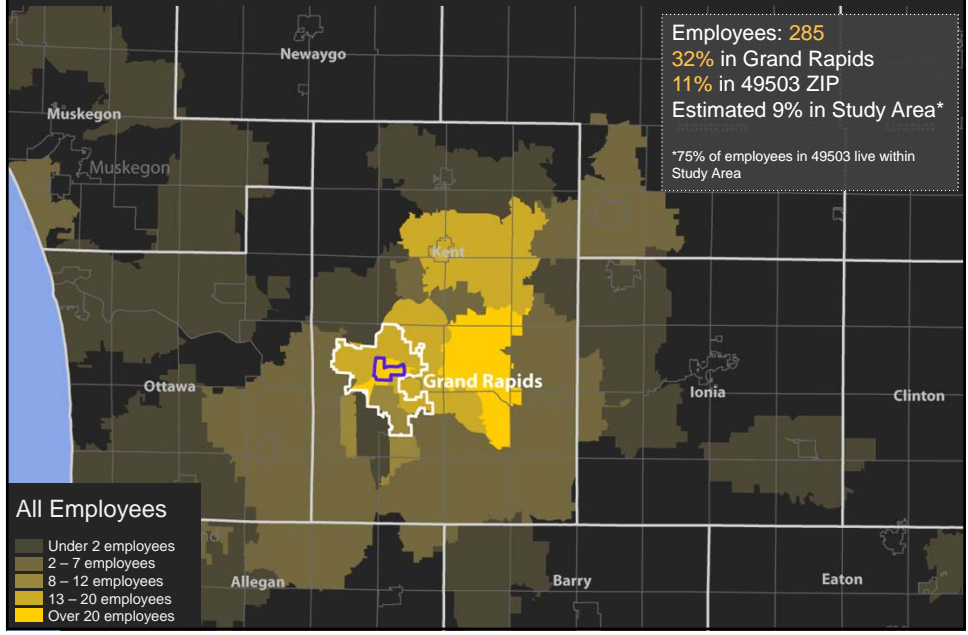 Employees: 285
32% in Grand Rapids
11% in 49503 ZIP
Estimated 9% in Study Area*
*75% of employees in 49503 live within
Study Area
Newaygo
Muskegon
Muskegon
Kent
Grand Rapids
Ottawa
Ionia
Clinton
Allegan
Barry
Eaton
All Employees
Under 2 employees
2 – 7 employees
8 – 12 employees
13 – 20 employees
Over 20 employees